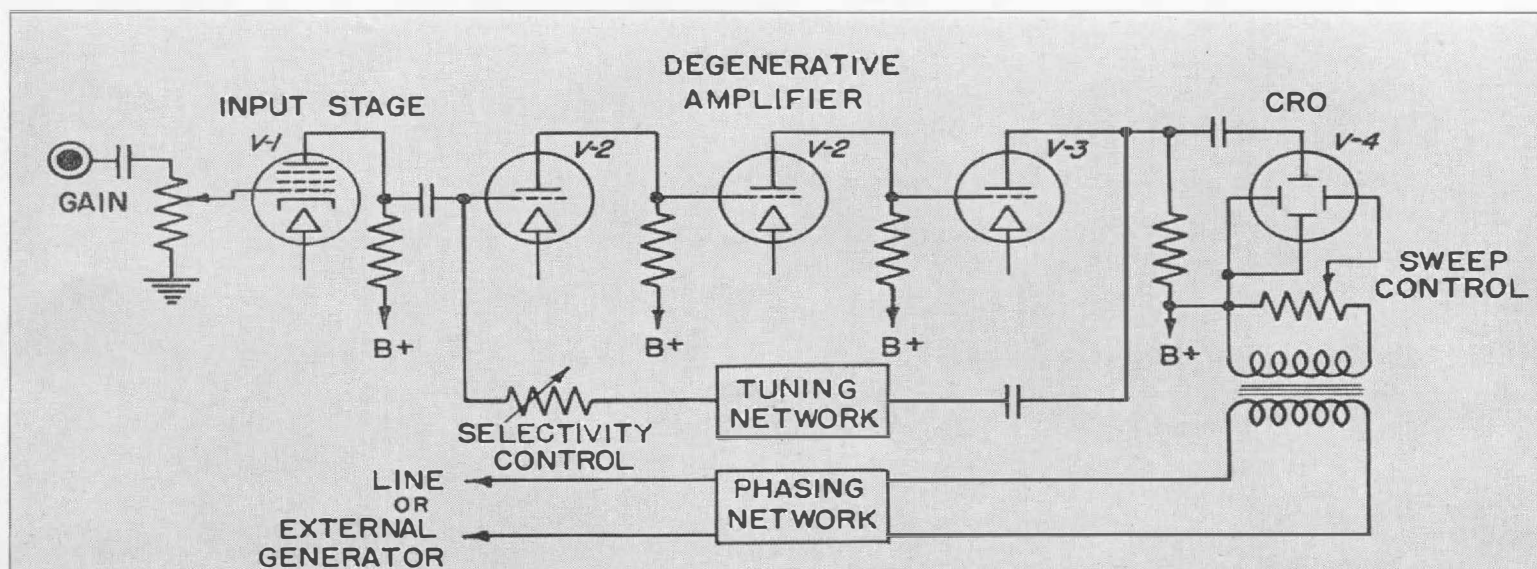 DEGENERATIVE
AMPLIFIER
INPUT STAGE
CRO
V-1
V-2
V-2
V-3
V-4
GAIN
SWEEP
CONTROL
B+
B+
B+
B+
TUNING
NETWORK
SELECTIVITY
CONTROL
LINE
OR
EXTERNAL
GENERATOR
PHASING
NETWORK